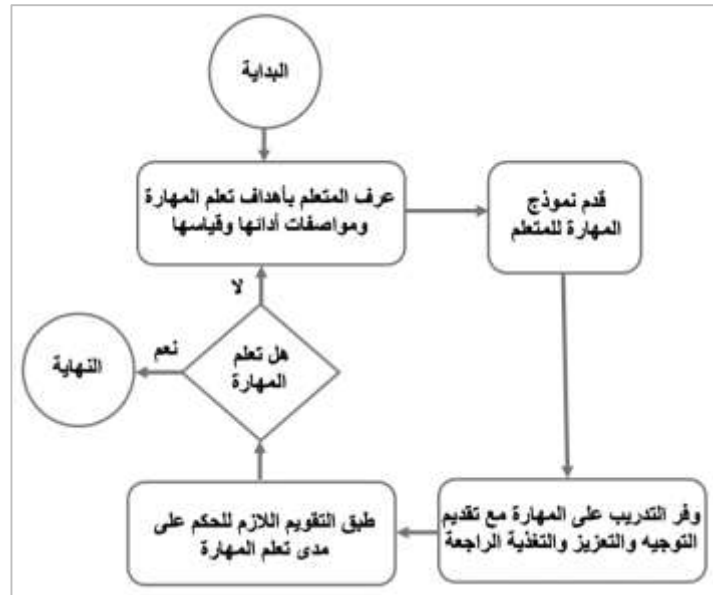 البداية
عرف المتعلم بأهداف تعلم المهارة
ومواصفات أدائها وقياسها
قدم نموذج
المهارة للمتعلم
وفر التدريب على المهارة مع تقديم
التوجيه والتعزيز والتغذية الراجعة
طبق التقويم اللازم للحكم على
مدى تعلم المهارة
هل تعلم
المهارة
لا
نعم
النهاية